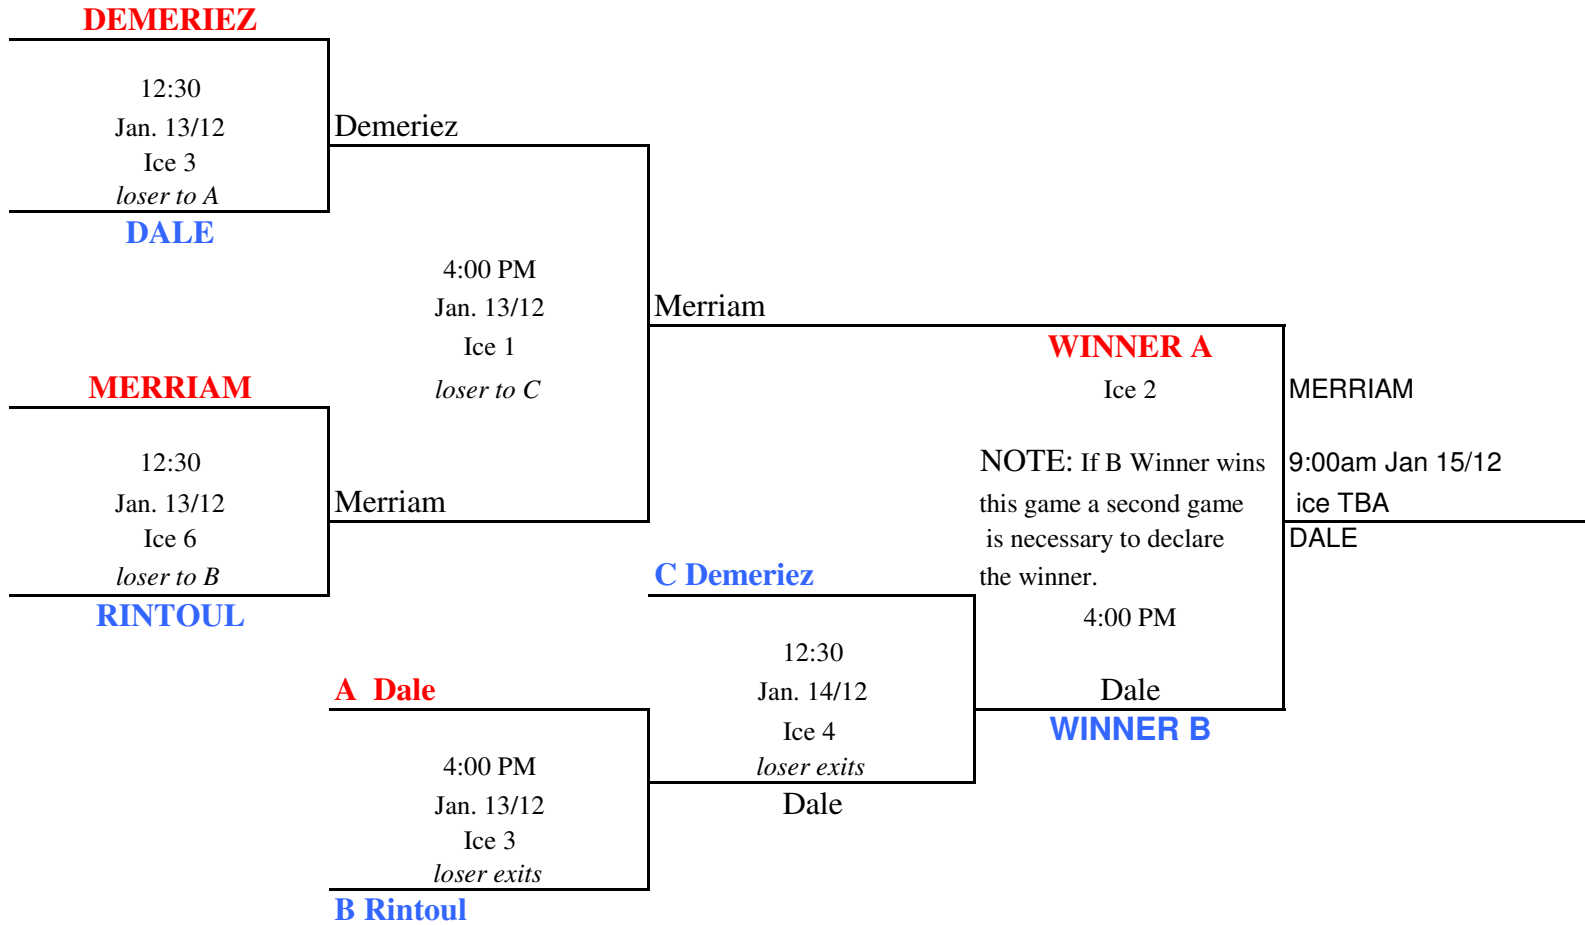 DEMERIEZ
12:30
Jan. 13/12
Ice 3
loser to A
DALE
Demeriez
4:00 PM
Jan. 13/12
Ice 1
loser to C
MERRIAM
12:30
Jan. 13/12
Ice 6
loser to B
RINTOUL
Merriam
Merriam
WINNER A
Ice 2
NOTE: If B Winner wins
this game a second game
is necessary to declare
the winner.
4:00 PM
Dale
WINNER B
MERRIAM
9:00am Jan 15/12
ice TBA
DALE
C Demeriez
12:30
Jan. 14/12
Ice 4
loser exits
Dale
A Dale
4:00 PM
Jan. 13/12
Ice 3
loser exits
B Rintoul